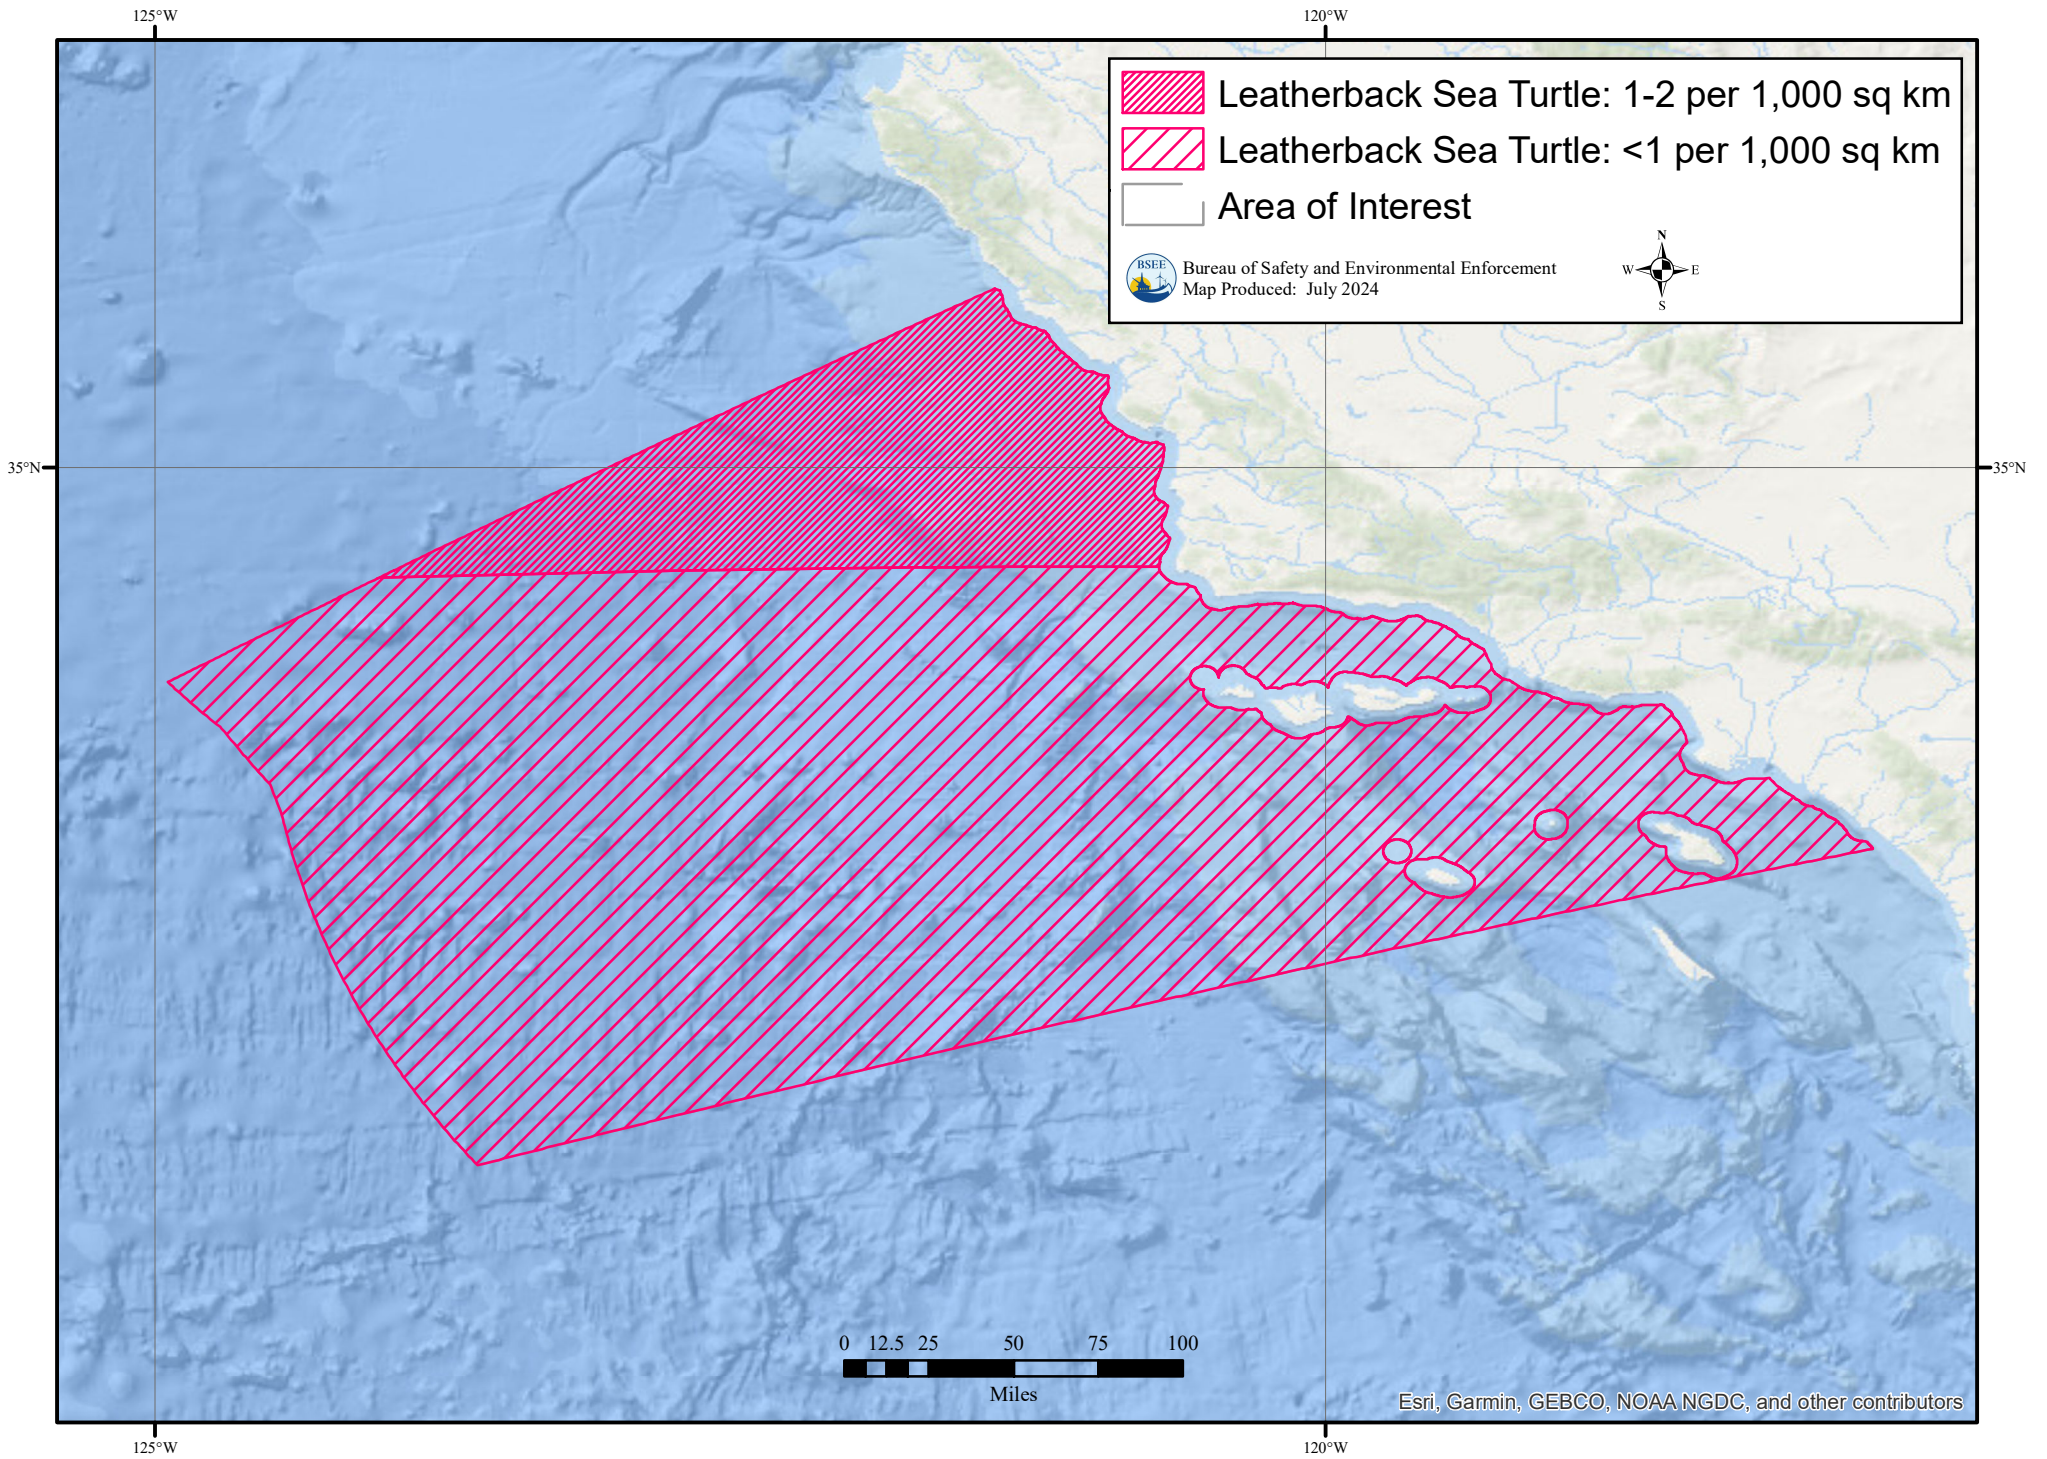 125°W
120°W
Leatherback Sea Turtle: 1-2 per 1,000 sq km
Leatherback Sea Turtle: <1 per 1,000 sq km
Area of Interest
BSEE
Bureau of Safety and Environmental Enforcement
Map Produced: July 2024
N
W
E
S
35°N
35°N
0 12.5 25 50 75 100
Miles
Esri, Garmin, GEBCO, NOAA NGDC, and other contributors
125°W
120°W